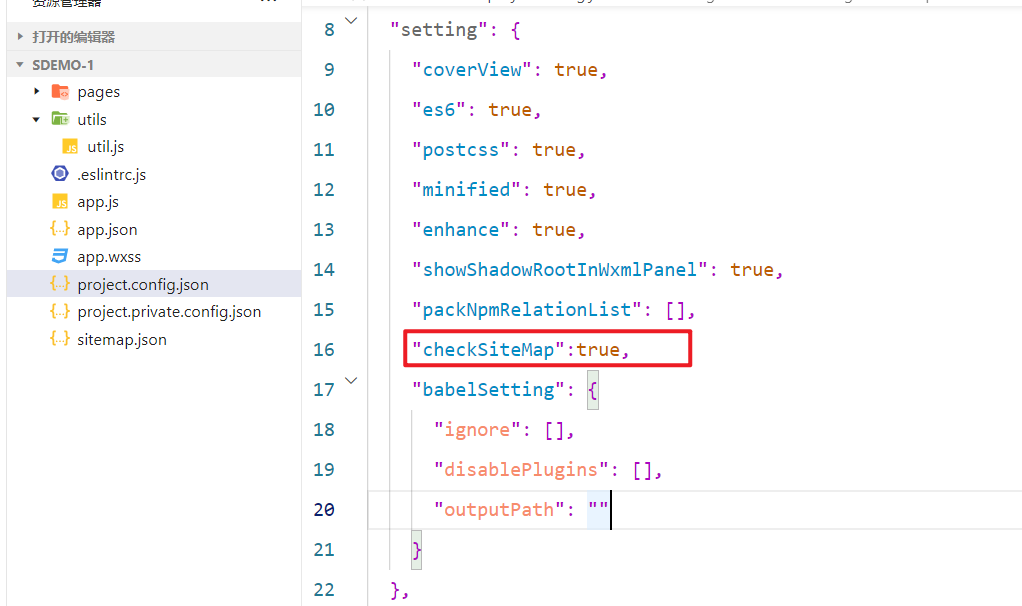 资源管理器
打开的编辑器
SDEMO-1
pages
utils
util.js
.eslintrc.js
app.js
app.json
app.wxss
project.config.json
project.private.config.json
sitemap.json
8 "setting": {
9 "coverView": true,
10 "es6": true,
11 "postcss": true,
12 "minified": true,
13 "enhance": true,
14 "showShadowRootInWxmlPanel": true,
15 "packNpmRelationList": [],
16 "checkSiteMap":true,
17 "babelSetting": {
18 "ignore": [],
19 "disablePlugins": [],
20 "outputPath": ""
21 }
22 },